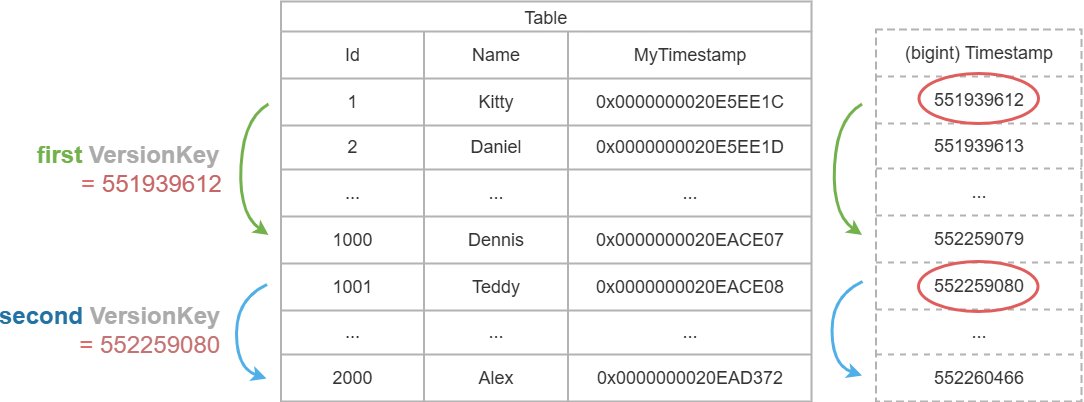 Table
Id Name MyTimestamp (bigint) Timestamp
1 Kitty 0x0000000020E5EE1C 551939612
2 Daniel 0x0000000020E5EE1D 551939613
... ... ... ...
1000 Dennis 0x0000000020EACE07 552259079
1001 Teddy 0x0000000020EACE08 552259080
... ... ... ...
2000 Alex 0x0000000020EAD372 552260466
first VersionKey
= 551939612
second VersionKey
= 552259080